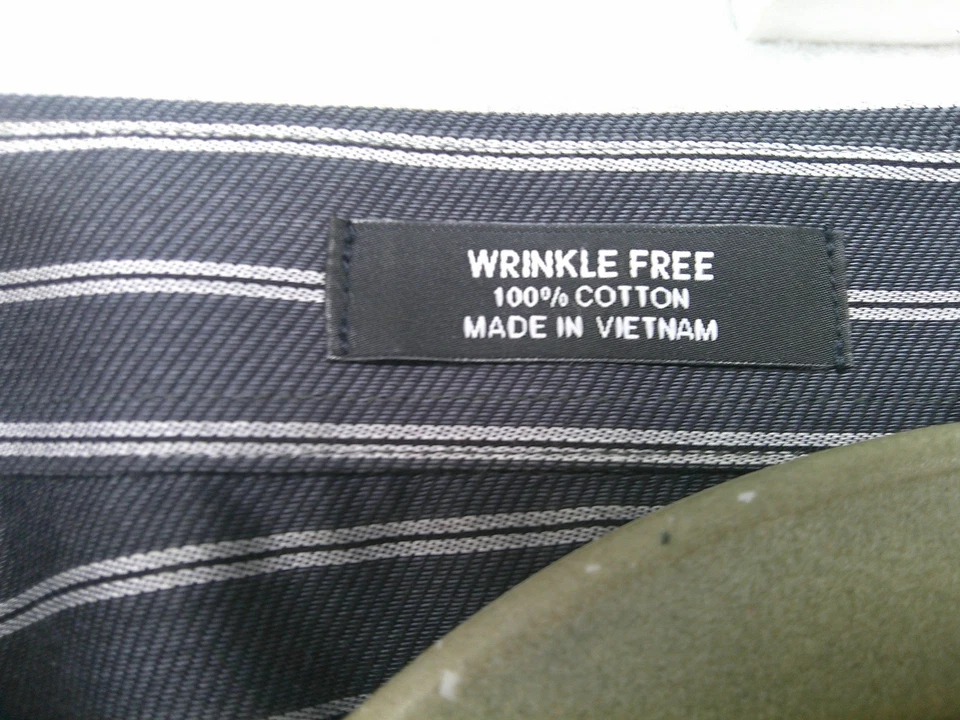 WRINKLE FREE
100% COTTON
MADE IN VIETNAM